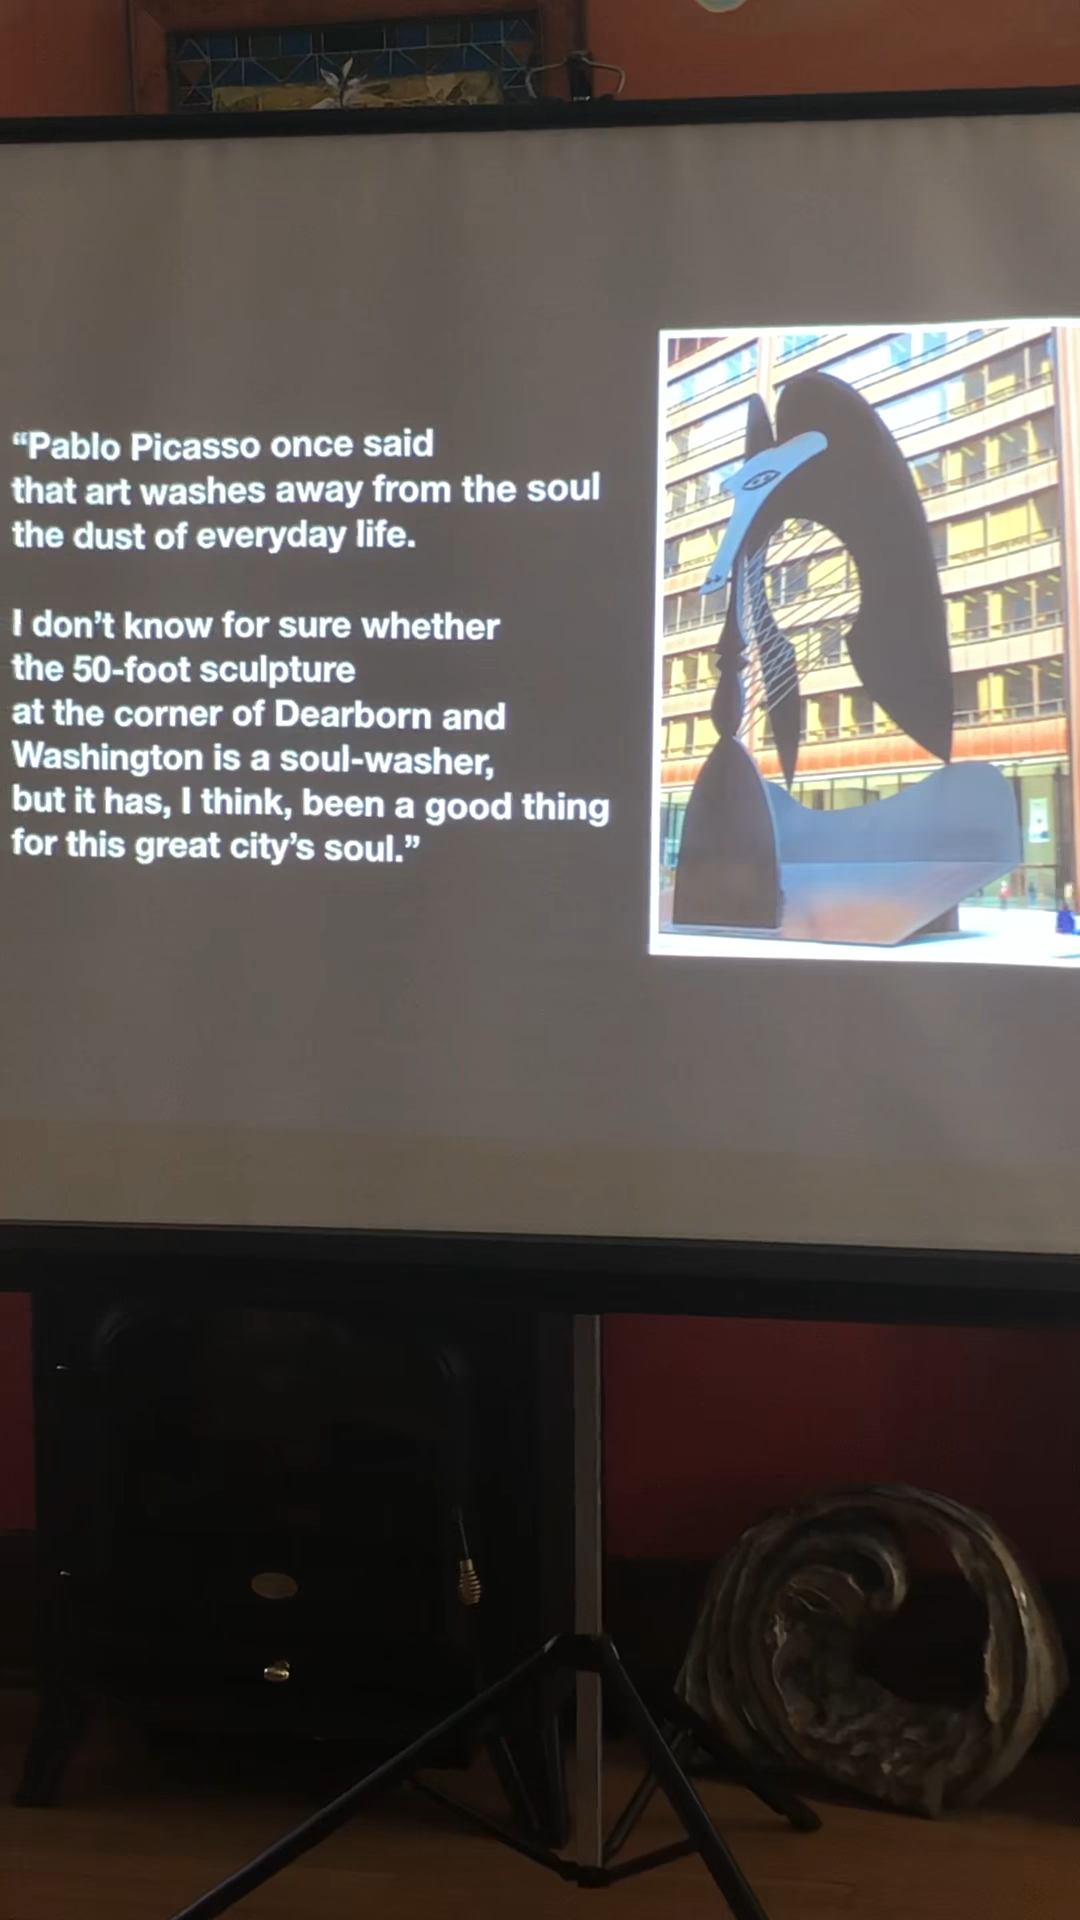 “Pablo Picasso once said
that art washes away from the soul
the dust of everyday life.
I don’t know for sure whether
the 50-foot sculpture
at the corner of Dearborn and
Washington is a soul-washer,
but it has, I think, been a good thing
for this great city’s soul.”